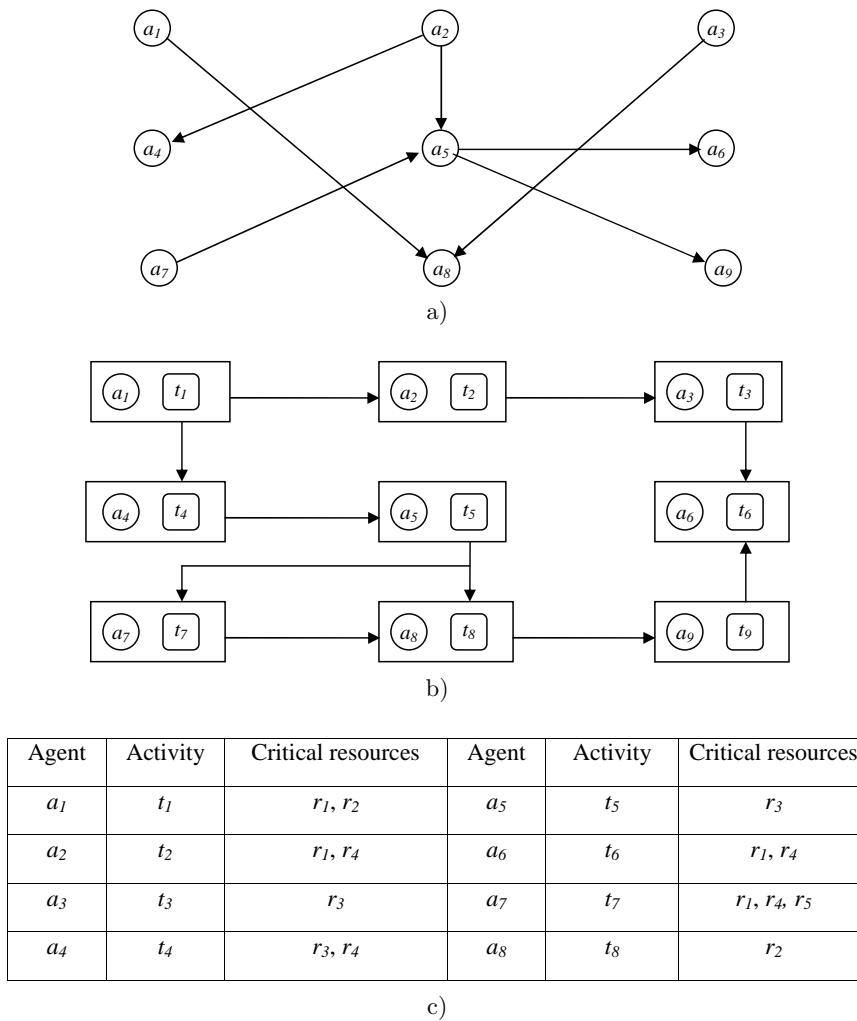 a1 a2 a3
a4 a5 a6
a7 a8 a9
a)
a1 t1 a2 t2 a3 t3
a4 t4 a5 t5 a6 t6
a7 t7 a8 t8 a9 t9
b)
Agent Activity Critical resources Agent Activity Critical resources
a1 t1 r1, r2 a5 t5 r3
a2 t2 r1, r4 a6 t6 r1, r4
a3 t3 r3 a7 t7 r1, r4, r5
a4 t4 r3, r4 a8 t8 r2
c)